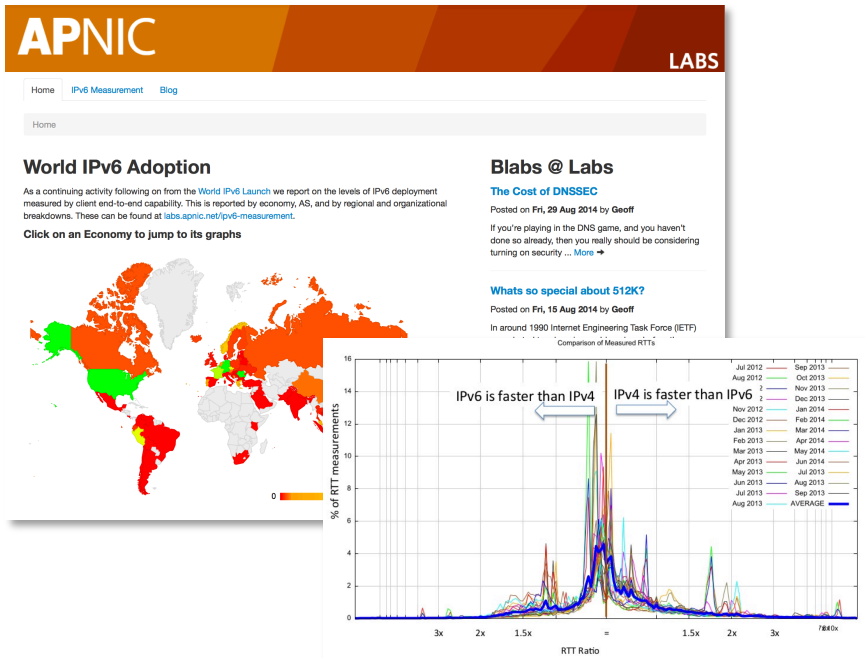 APNIC
LABS
Home IPv6 Measurement Blog
Home
World IPv6 Adoption
As a continuing activity following on from the World IPv6 Launch we report on the levels of IPv6 deployment
measured by client end-to-end capability. This is reported by economy, AS, and by regional and organizational
breakdowns. These can be found at labs.apnic.net/ipv6-measurement.
Click on an Economy to jump to its graphs
0
Blabs @ Labs
The Cost of DNSSEC
Posted on Fri, 29 Aug 2014 by Geoff
If you're playing in the DNS game, and you haven't
done so already, then you really should be considering
turning on security ... More ➔
Whats so special about 512K?
Posted on Fri, 15 Aug 2014 by Geoff
In around 1990 Internet Engineering Task Force (IETF)
Comparison of Measured RTTs
% of RTT measurements
16
14
12
10
8
6
4
2
0
IPv6 is faster than IPv4
IPv4 is faster than IPv6
Jul 2012 Sep 2013
Aug 2012 Oct 2013
2 Nov 2013
2 Dec 2013
Nov 2012 Jan 2014
Dec 2012 Feb 2014
Jan 2013 Mar 2014
Feb 2013 Apr 2014
Mar 2013 May 2014
Apr 2013 Jun 2014
May 2013 Jul 2013
Jun 2013 Aug 2013
Jul 2013 Sep 2013
Aug 2013 AVERAGE
3x 2x 1.5x = 1.5x 2x 3x
RTT Ratio